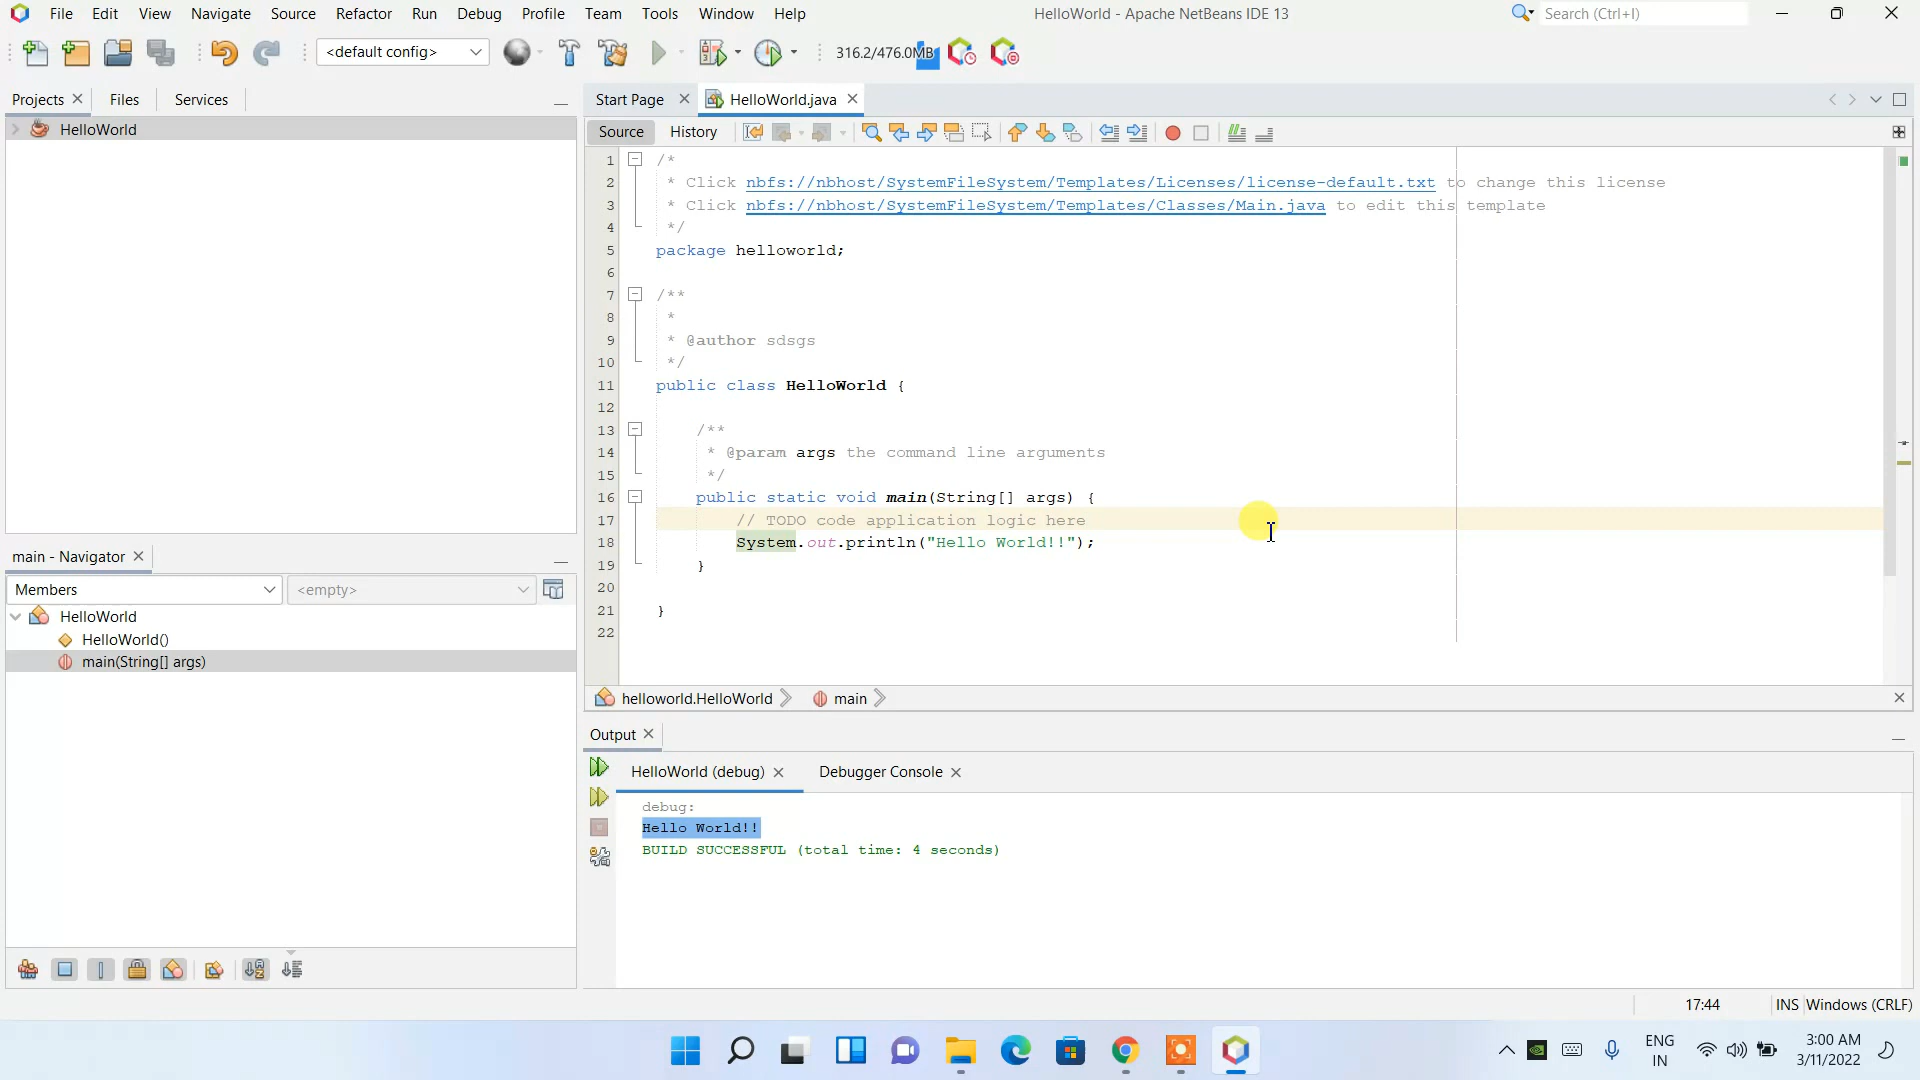 File Edit View Navigate Source Refactor Run Debug Profile Team Tools Window Help
HelloWorld - Apache NetBeans IDE 13
Search (Ctrl+I)
<default config>
316.2/476.0MB
Projects Files Services
HelloWorld
Start Page HelloWorld.java
Source History
1 /*
2 * Click nbfs://nbhost/SystemFileSystem/Templates/Licenses/license-default.txt to change this license
3 * Click nbfs://nbhost/SystemFileSystem/Templates/Classes/Main.java to edit this template
4 */
5 package helloworld;
6
7 /**
8 *
9 * @author sdsgs
10 */
11 public class HelloWorld {
12
13 /**
14 * @param args the command line arguments
15 */
16 public static void main(String[] args) {
17 // TODO code application logic here
18 System.out.println("Hello World!!");
19 }
20
21 }
22
helloworld.HelloWorld main
main - Navigator
Members <empty>
HelloWorld
HelloWorld()
main(String[] args)
Output
HelloWorld (debug) Debugger Console
debug:
Hello World!!
BUILD SUCCESSFUL (total time: 4 seconds)
17:44 INS Windows (CRLF)
ENG
IN
3:00 AM
3/11/2022